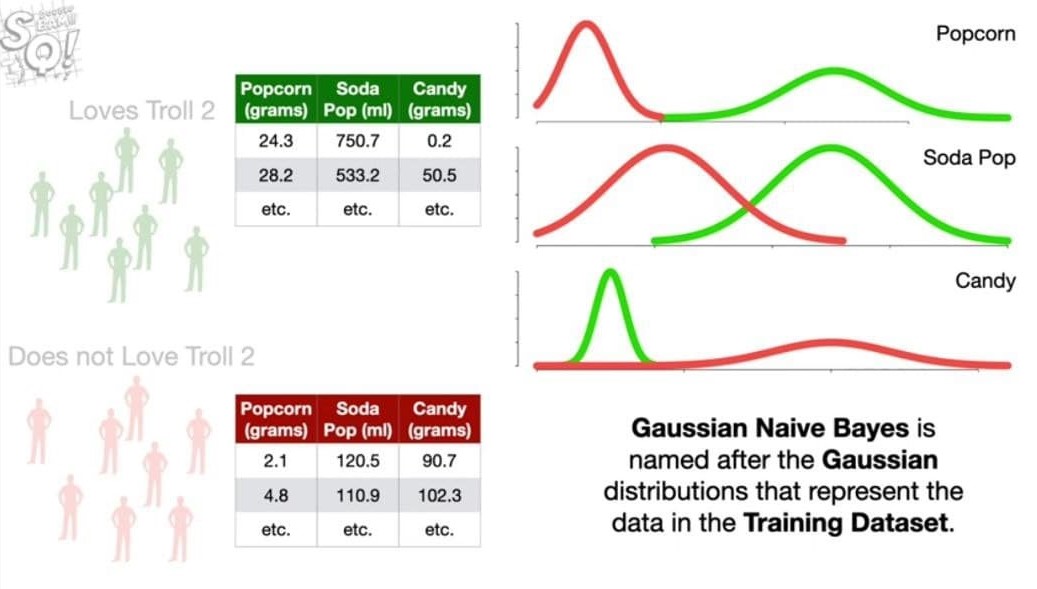 SQ!
Loves Troll 2
Popcorn (grams) Soda Pop (ml) Candy (grams)
24.3 750.7 0.2
28.2 533.2 50.5
etc. etc. etc.
Does not Love Troll 2
Popcorn (grams) Soda Pop (ml) Candy (grams)
2.1 120.5 90.7
4.8 110.9 102.3
etc. etc. etc.
Popcorn
Soda Pop
Candy
Gaussian Naive Bayes is
named after the Gaussian
distributions that represent the
data in the Training Dataset.